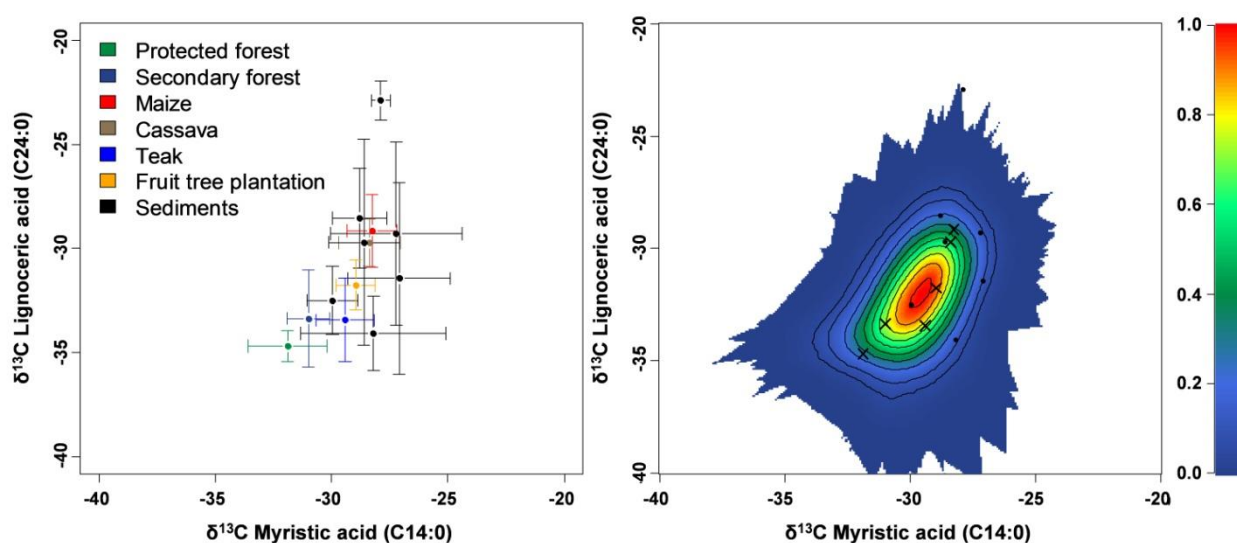 -20
-25
-30
-35
-40
δ¹³C Lignoceric acid (C24:0)
Protected forest
Secondary forest
Maize
Cassava
Teak
Fruit tree plantation
Sediments
-40
-35
-30
-25
-20
δ¹³C Myristic acid (C14:0)
-20
-25
-30
-35
-40
δ¹³C Lignoceric acid (C24:0)
-40
-35
-30
-25
-20
δ¹³C Myristic acid (C14:0)
1.0
0.8
0.6
0.4
0.2
0.0